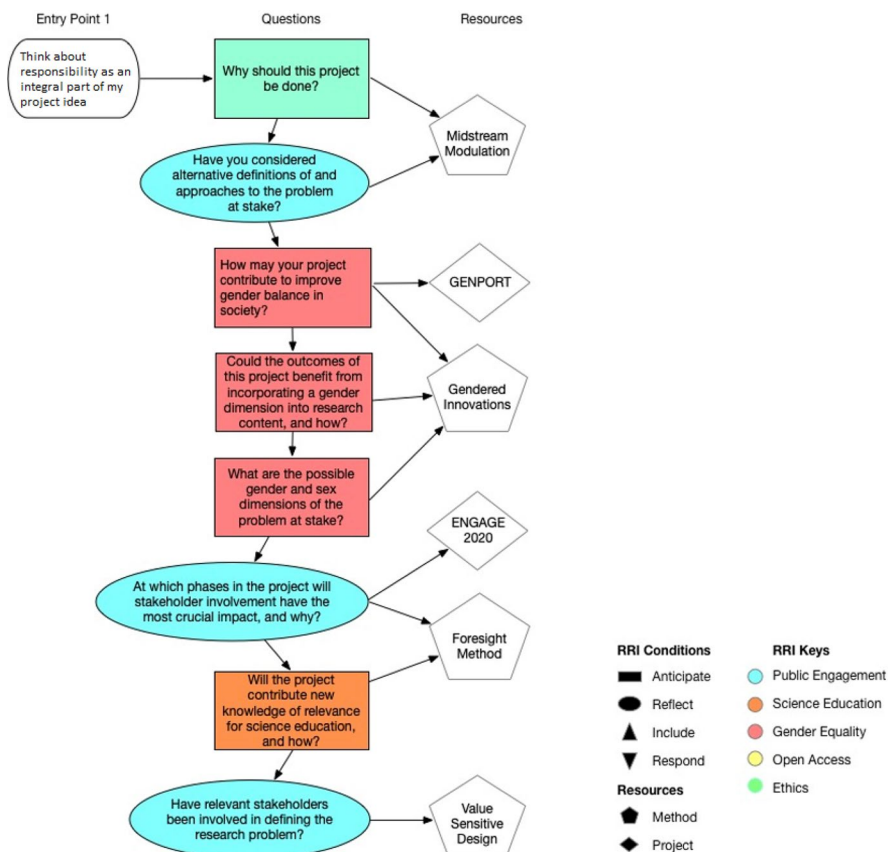 Entry Point 1
Questions
Resources
Think about
responsibility as an
integral part of my
project idea
Why should this project
be done?
Midstream
Modulation
Have you considered
alternative definitions of and
approaches to the problem
at stake?
How may your project
contribute to improve
gender balance in
society?
GENPORT
Could the outcomes of
this project benefit from
incorporating a gender
dimension into research
content, and how?
Gendered
Innovations
What are the possible
gender and sex
dimensions of the
problem at stake?
ENGAGE
2020
At which phases in the project will
stakeholder involvement have the
most crucial impact, and why?
Foresight
Method
Will the project
contribute new
knowledge of relevance
for science education,
and how?
Have relevant stakeholders
been involved in defining the
research problem?
Value
Sensitive
Design
RRI Conditions
Anticipate
Reflect
Include
Respond
Resources
Method
Project
RRI Keys
Public Engagement
Science Education
Gender Equality
Open Access
Ethics